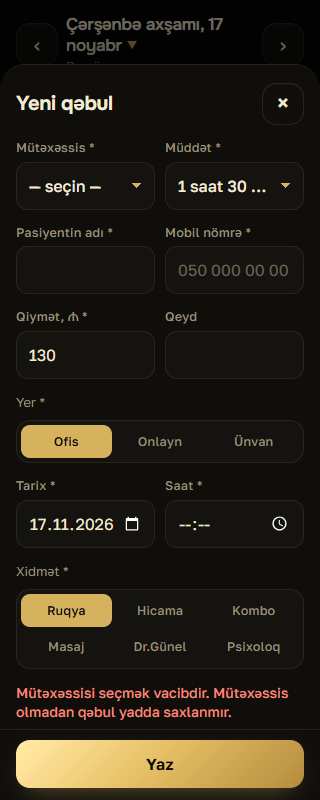 Çərşənbə axşamı, 17
noyabr ▼
Yeni qəbul
×
Mütəxəssis *
Müddət *
— seçin —
1 saat 30 ...
Pasiyentin adı *
Mobil nömrə *
050 000 00 00
Qiymət, ₼ *
Qeyd
130
Yer *
Ofis
Onlayn
Ünvan
Tarix *
Saat *
17.11.2026
--:--
Xidmət *
Ruqya
Hicama
Kombo
Masaj
Dr.Günel
Psixoloq
Mütəxəssisi seçmək vacibdir. Mütəxəssis
olmadan qəbul yadda saxlanmır.
Yaz